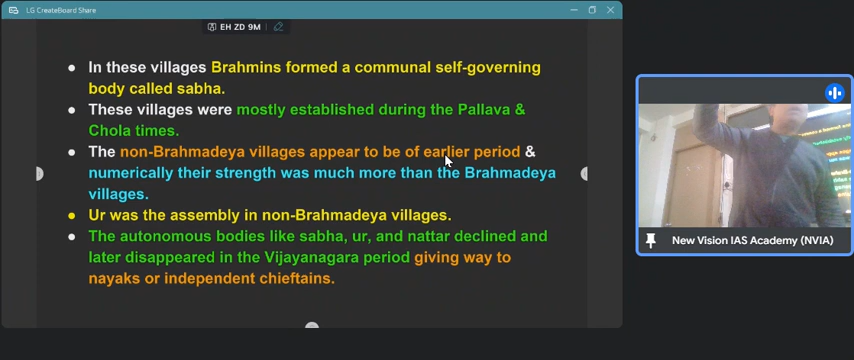 LG CreateBoard Share
EH ZD 9M
● In these villages Brahmins formed a communal self-governing
body called sabha.
● These villages were mostly established during the Pallava &
Chola times.
● The non-Brahmadeya villages appear to be of earlier period &
numerically their strength was much more than the Brahmadeya
villages.
● Ur was the assembly in non-Brahmadeya villages.
● The autonomous bodies like sabha, ur, and nattar declined and
later disappeared in the Vijayanagara period giving way to
nayaks or independent chieftains.
New Vision IAS Academy (NVIA)